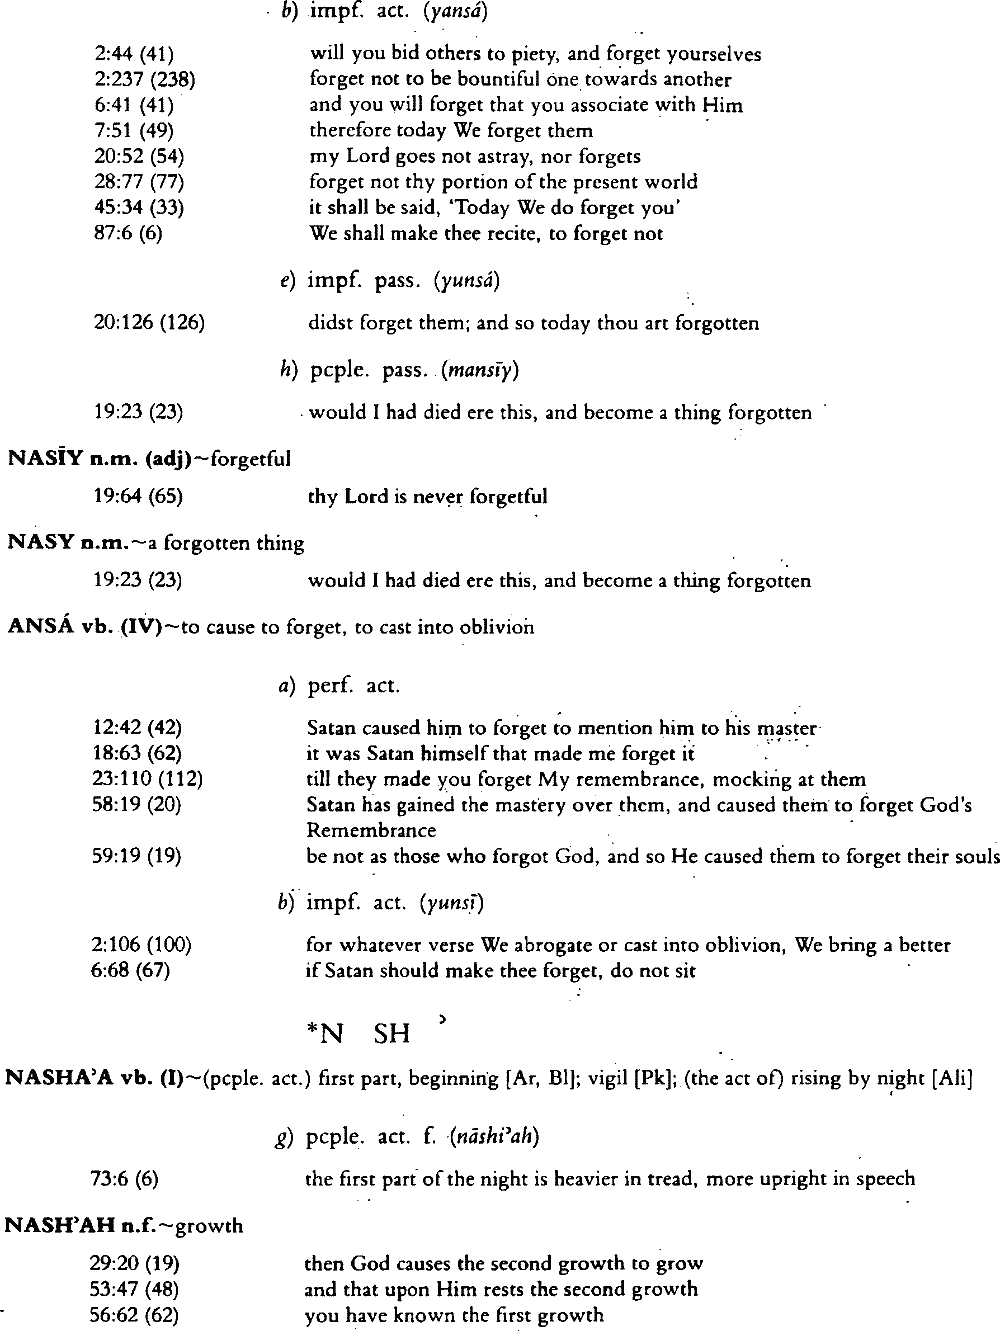 b) impf. act. (yansá)
2:44 (41) will you bid others to piety, and forget yourselves
2:237 (238) forget not to be bountiful one towards another
6:41 (41) and you will forget that you associate with Him
7:51 (49) therefore today We forget them
20:52 (54) my Lord goes not astray, nor forgets
28:77 (77) forget not thy portion of the present world
45:34 (33) it shall be said, 'Today We do forget you'
87:6 (6) We shall make thee recite, to forget not
e) impf. pass. (yunsá)
20:126 (126) didst forget them; and so today thou art forgotten
h) pcple. pass. (mansīy)
19:23 (23) would I had died ere this, and become a thing forgotten
NASĪY n.m. (adj)~forgetful
19:64 (65) thy Lord is never forgetful
NASY n.m.~a forgotten thing
19:23 (23) would I had died ere this, and become a thing forgotten
ANSÁ vb. (IV)~to cause to forget, to cast into oblivion
a) perf. act.
12:42 (42) Satan caused him to forget to mention him to his master
18:63 (62) it was Satan himself that made me forget it
23:110 (112) till they made you forget My remembrance, mocking at them
58:19 (20) Satan has gained the mastery over them, and caused them to forget God's
Remembrance
59:19 (19) be not as those who forgot God, and so He caused them to forget their souls
b) impf. act. (yunsī)
2:106 (100) for whatever verse We abrogate or cast into oblivion, We bring a better
6:68 (67) if Satan should make thee forget, do not sit
*N SH ʾ
NASHAʾA vb. (I)~(pcple. act.) first part, beginning [Ar, Bl]; vigil [Pk]; (the act of) rising by night [Ali]
g) pcple. act. f. (nāshiʾah)
73:6 (6) the first part of the night is heavier in tread, more upright in speech
NASHʾAH n.f.~growth
29:20 (19) then God causes the second growth to grow
53:47 (48) and that upon Him rests the second growth
56:62 (62) you have known the first growth